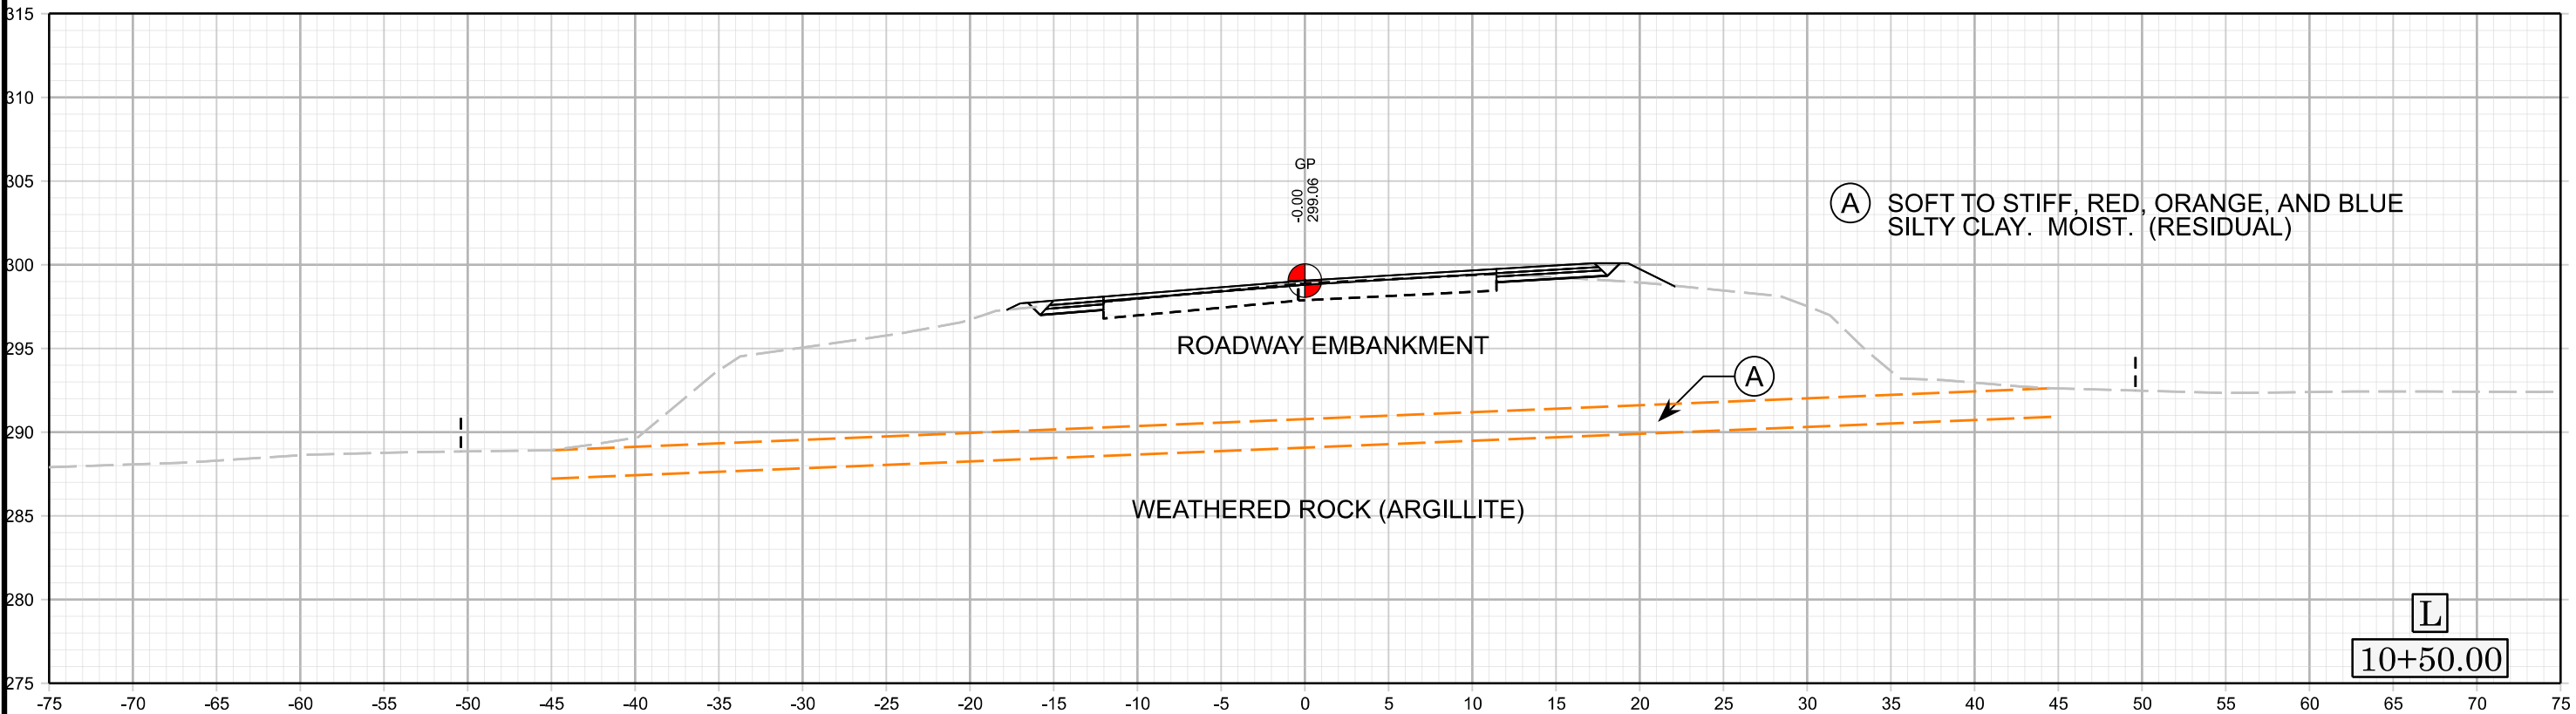 315
310
305
300
295
290
285
280
275
GP
-0.00
299.06
A
SOFT TO STIFF, RED, ORANGE, AND BLUE
SILTY CLAY. MOIST. (RESIDUAL)
ROADWAY EMBANKMENT
A
WEATHERED ROCK (ARGILLITE)
L
10+50.00
-75 -70 -65 -60 -55 -50 -45 -40 -35 -30 -25 -20 -15 -10 -5 0 5 10 15 20 25 30 35 40 45 50 55 60 65 70 75